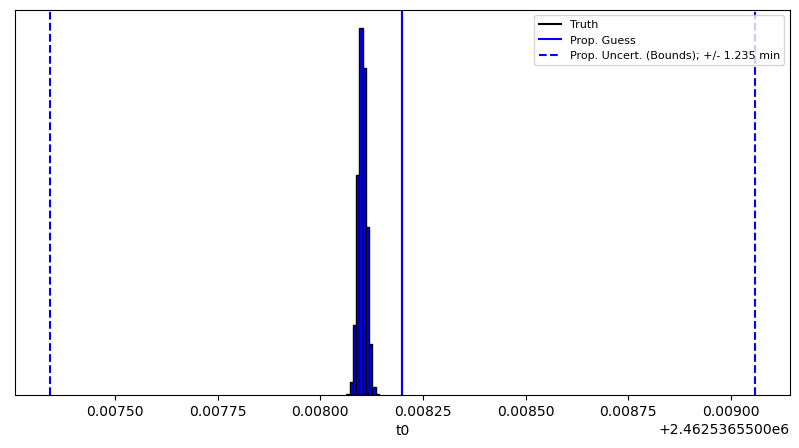 Truth
Prop. Guess
Prop. Uncert. (Bounds); +/- 1.235 min
0.00750 0.00775 0.00800 0.00825 0.00850 0.00875 0.00900
t0
+2.4625365500e6